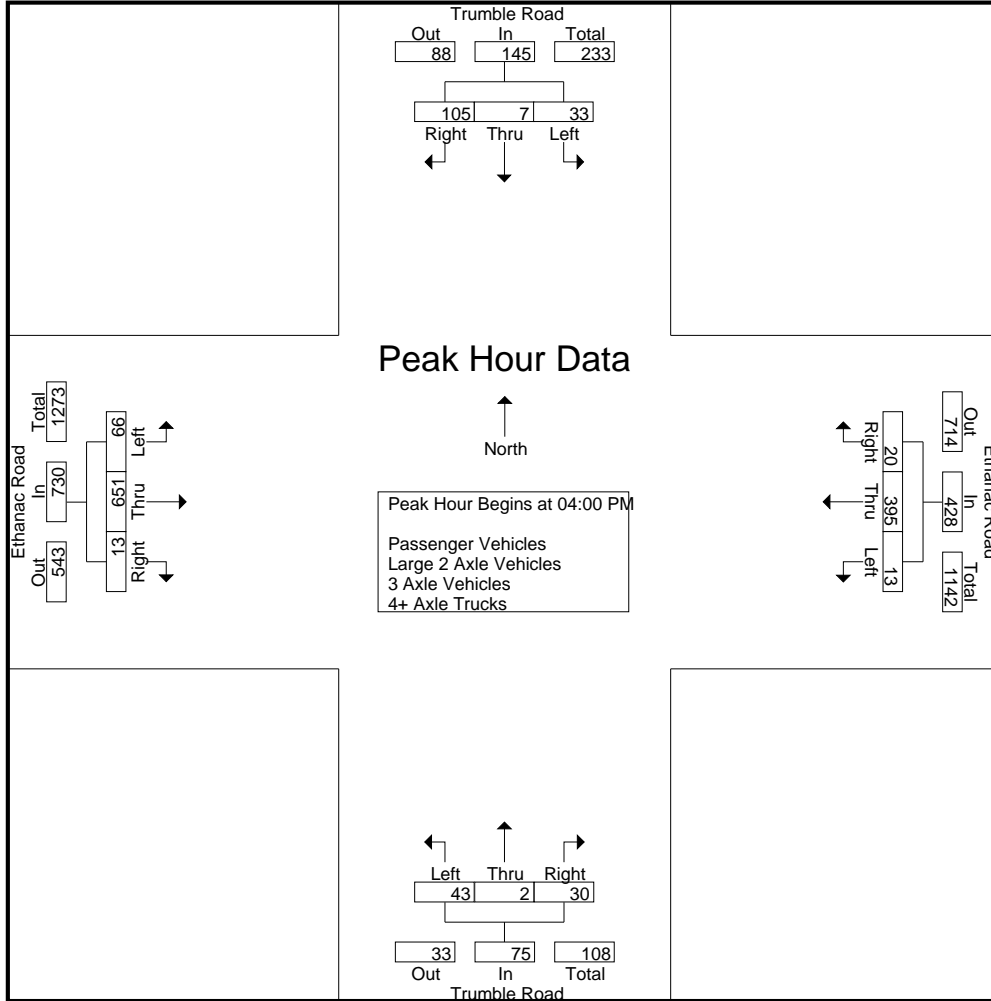 Trumble Road
Out In Total
88 145 233
105 7 33
Right Thru Left
Peak Hour Data
North
Peak Hour Begins at 04:00 PM
Passenger Vehicles
Large 2 Axle Vehicles
3 Axle Vehicles
4+ Axle Trucks
Ethanac Road
Out In Total
543 730 1273
13 651 66
Right Thru Left
Ethanac Road
Out In Total
714 428 1142
20 395 13
Right Thru Left
Left Thru Right
43 2 30
33 75 108
Out In Total
Trumble Road